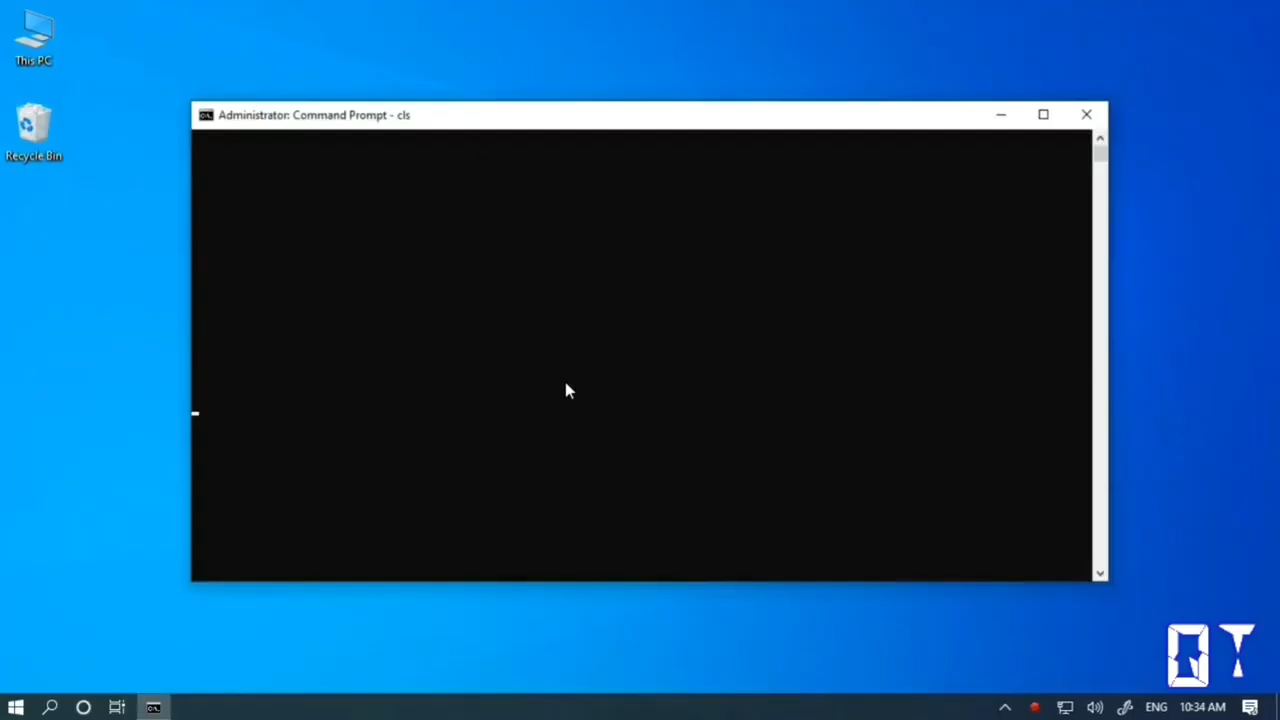 This PC
Recycle Bin
Administrator: Command Prompt - cls
ENG
10:34 AM